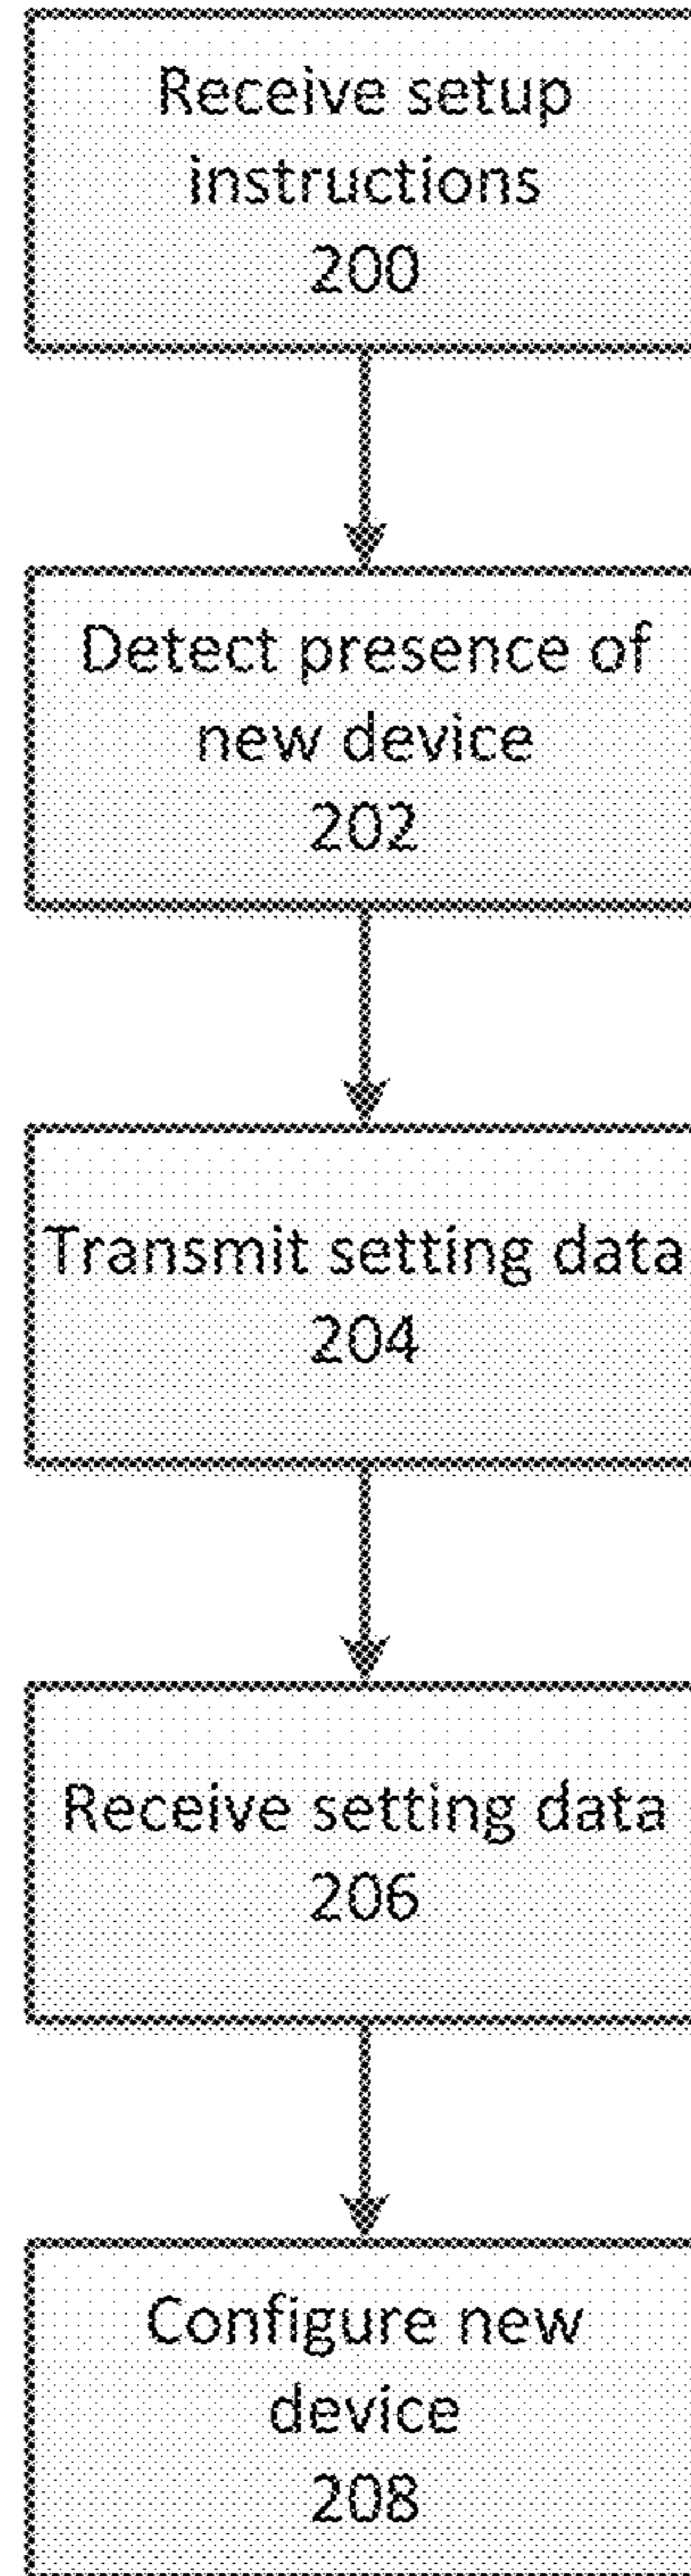 Receive setup
instructions
200
Detect presence of
new device
202
Transmit setting data
204
Receive setting data
206
Configure new
device
208